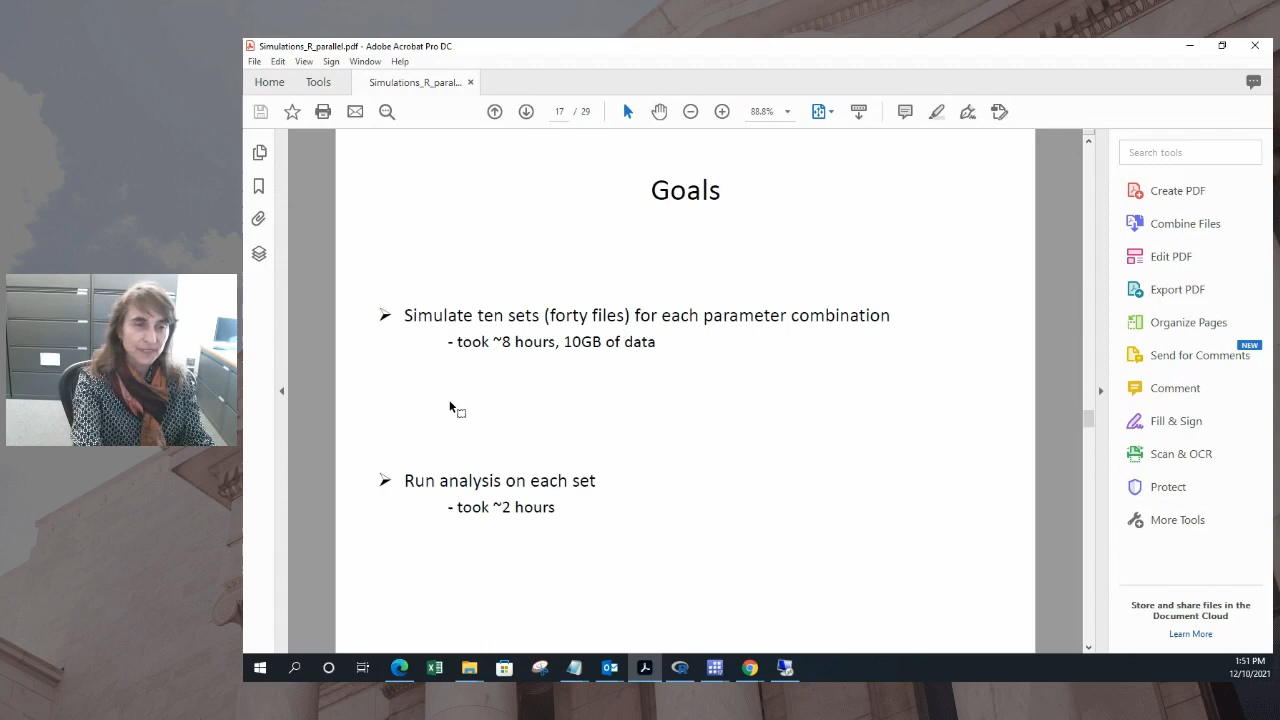 Simulations_R_parallel.pdf - Adobe Acrobat Pro DC
File Edit View Sign Window Help
Home Tools Simulations_R_paral...
17 / 29 88.8%
Goals
Simulate ten sets (forty files) for each parameter combination
- took ~8 hours, 10GB of data
Run analysis on each set
- took ~2 hours
Search tools
Create PDF
Combine Files
Edit PDF
Export PDF
Organize Pages
NEW
Send for Comments
Comment
Fill & Sign
Scan & OCR
Protect
More Tools
Store and share files in the
Document Cloud
Learn More
1:51 PM
12/10/2021